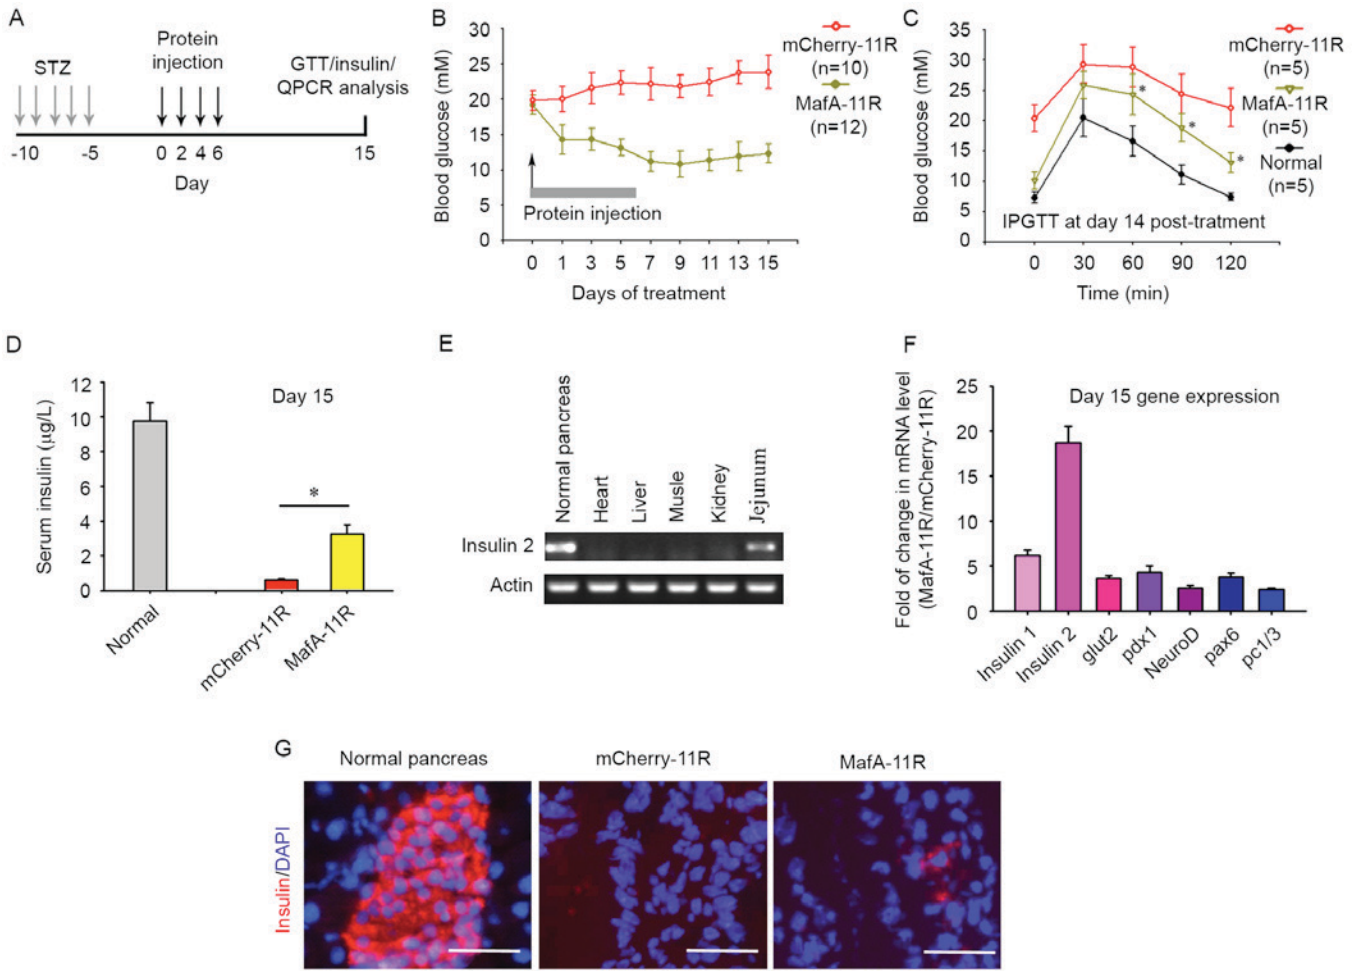 A
STZ
Protein
injection
GTT/insulin/
QPCR analysis
-10
-5
0
2
4
6
15
Day
B
Blood glucose (mM)
30
25
20
15
10
5
0
mCherry-11R
(n=10)
MafA-11R
(n=12)
Protein injection
0 1 3 5 7 9 11 13 15
Days of treatment
C
Blood glucose (mM)
35
30
25
20
15
10
5
0
mCherry-11R
(n=5)
MafA-11R
(n=5)
Normal
(n=5)
*
*
*
IPGTT at day 14 post-tratment
0 30 60 90 120
Time (min)
D
Serum insulin (µg/L)
12
10
8
6
4
2
0
Day 15
*
Normal
mCherry-11R
MafA-11R
E
Normal pancreas
Heart
Liver
Musle
Kidney
Jejunum
Insulin 2
Actin
F
Fold of change in mRNA level
(MafA-11R/mCherry-11R)
25
20
15
10
5
0
Day 15 gene expression
Insulin 1
Insulin 2
glut2
pdx1
NeuroD
pax6
pc1/3
G
Normal pancreas
mCherry-11R
MafA-11R
Insulin/DAPI